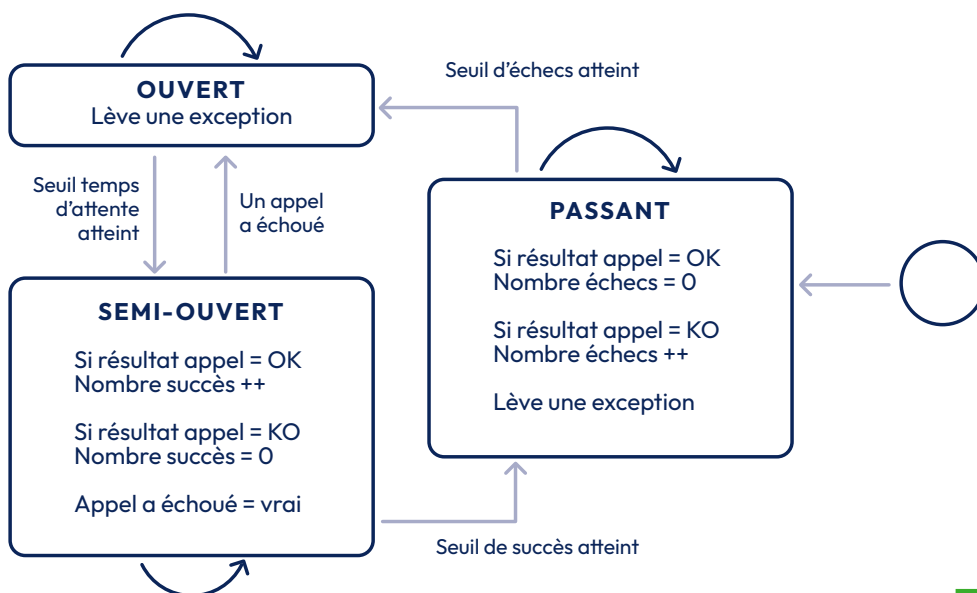 OUVERT
Lève une exception
Seuil d'échecs atteint
Seuil temps
d'attente
atteint
Un appel
a échoué
PASSANT
Si résultat appel = OK
Nombre échecs = 0
Si résultat appel = KO
Nombre échecs ++
Lève une exception
SEMI-OUVERT
Si résultat appel = OK
Nombre succès ++
Si résultat appel = KO
Nombre succès = 0
Appel a échoué = vrai
Seuil de succès atteint